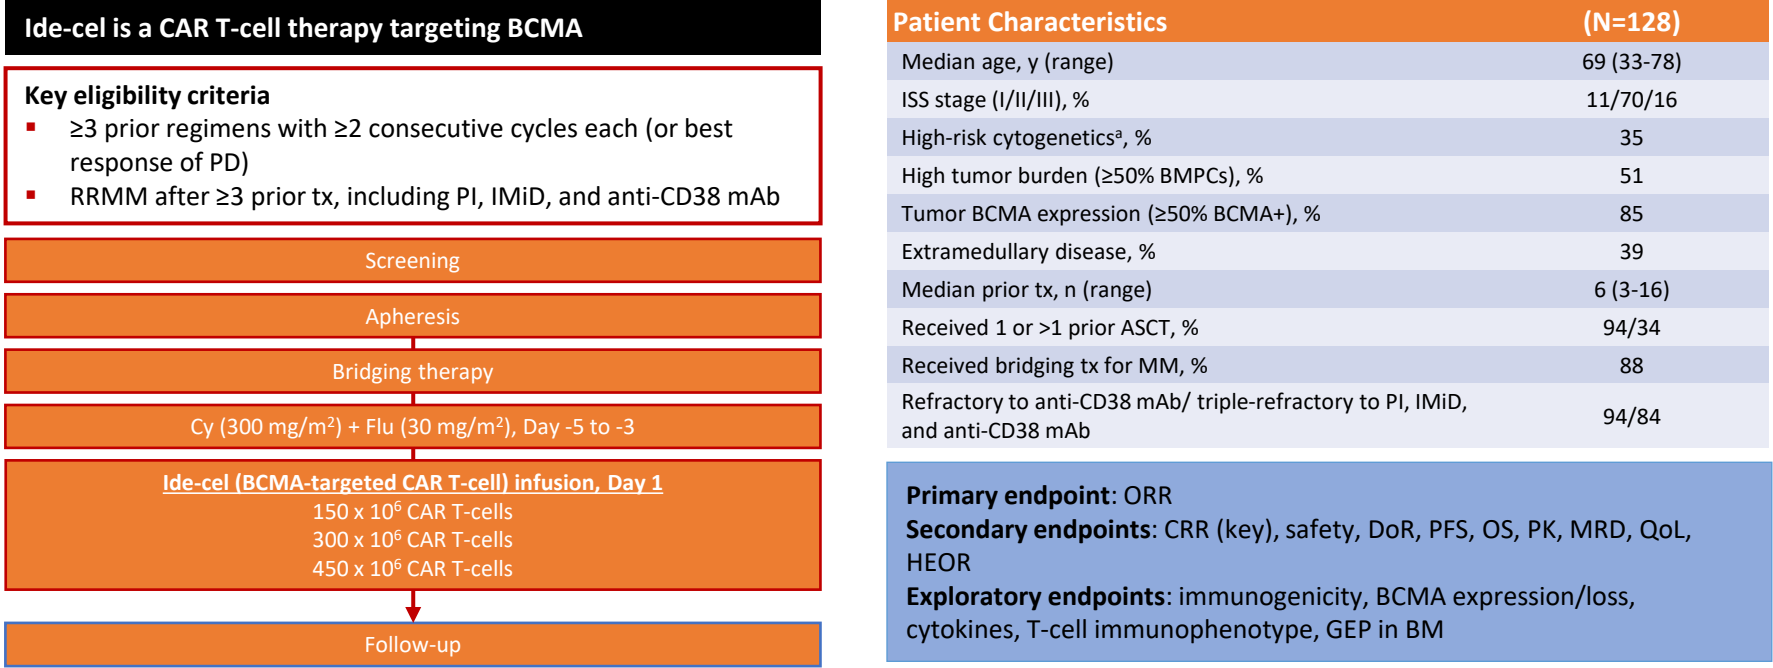 Ide-cel is a CAR T-cell therapy targeting BCMA
Key eligibility criteria
▪ ≥3 prior regimens with ≥2 consecutive cycles each (or best
response of PD)
▪ RRMM after ≥3 prior tx, including PI, IMiD, and anti-CD38 mAb
Screening
Apheresis
Bridging therapy
Cy (300 mg/m²) + Flu (30 mg/m²), Day -5 to -3
Ide-cel (BCMA-targeted CAR T-cell) infusion, Day 1
150 x 10⁶ CAR T-cells
300 x 10⁶ CAR T-cells
450 x 10⁶ CAR T-cells
Follow-up
Patient Characteristics (N=128)
Median age, y (range) 69 (33-78)
ISS stage (I/II/III), % 11/70/16
High-risk cytogeneticsᵃ, % 35
High tumor burden (≥50% BMPCs), % 51
Tumor BCMA expression (≥50% BCMA+), % 85
Extramedullary disease, % 39
Median prior tx, n (range) 6 (3-16)
Received 1 or >1 prior ASCT, % 94/34
Received bridging tx for MM, % 88
Refractory to anti-CD38 mAb/ triple-refractory to PI, IMiD,
and anti-CD38 mAb 94/84
Primary endpoint: ORR
Secondary endpoints: CRR (key), safety, DoR, PFS, OS, PK, MRD, QoL,
HEOR
Exploratory endpoints: immunogenicity, BCMA expression/loss,
cytokines, T-cell immunophenotype, GEP in BM